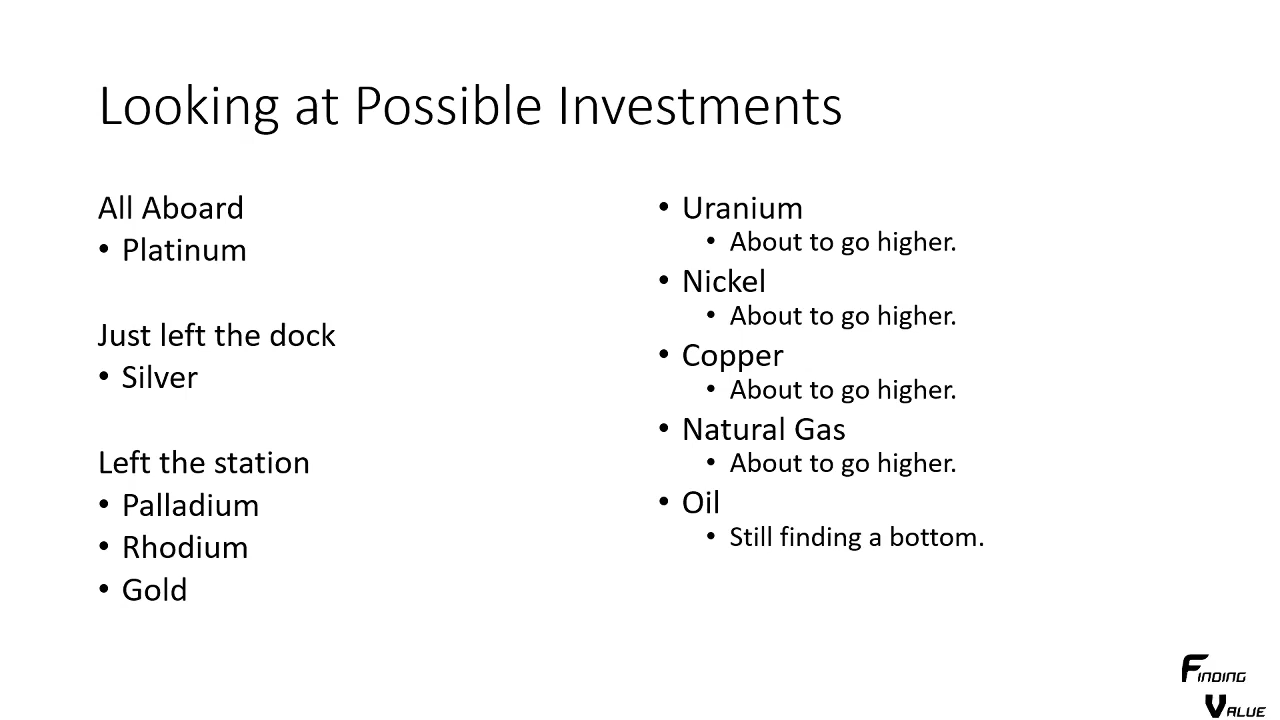 Looking at Possible Investments
All Aboard
• Platinum
Just left the dock
• Silver
Left the station
• Palladium
• Rhodium
• Gold
• Uranium
• About to go higher.
• Nickel
• About to go higher.
• Copper
• About to go higher.
• Natural Gas
• About to go higher.
• Oil
• Still finding a bottom.
Finding
Value